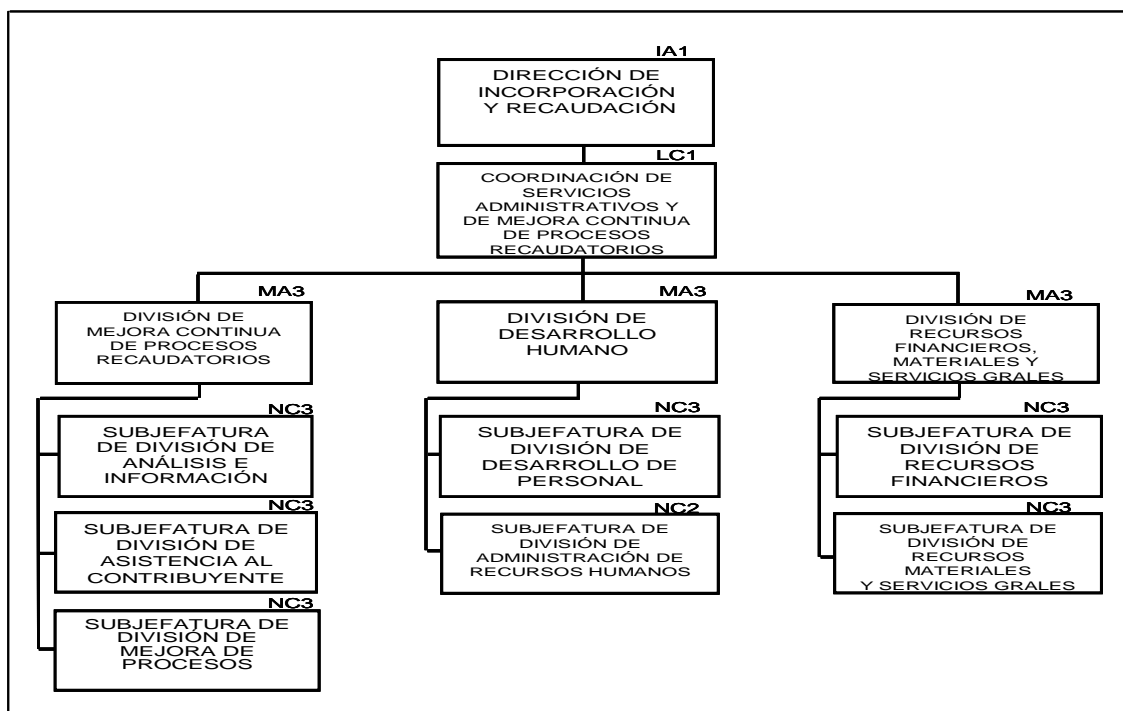 IA1
DIRECCIÓN DE
INCORPORACIÓN
Y RECAUDACIÓN
LC1
COORDINACIÓN DE
SERVICIOS
ADMINISTRATIVOS Y
DE MEJORA CONTINUA
DE PROCESOS
RECAUDATORIOS
MA3
DIVISIÓN DE
MEJORA CONTINUA
DE PROCESOS
RECAUDATORIOS
NC3
SUBJEFATURA
DE DIVISIÓN DE
ANÁLISIS E
INFORMACIÓN
NC3
SUBJEFATURA DE
DIVISIÓN DE
ASISTENCIA AL
CONTRIBUYENTE
NC3
SUBJEFATURA DE
DIVISIÓN DE
MEJORA DE
PROCESOS
MA3
DIVISIÓN DE
DESARROLLO
HUMANO
NC3
SUBJEFATURA DE
DIVISIÓN DE
DESARROLLO DE
PERSONAL
NC2
SUBJEFATURA DE
DIVISIÓN DE
ADMINISTRACIÓN DE
RECURSOS HUMANOS
MA3
DIVISIÓN DE
RECURSOS
FINANCIEROS,
MATERIALES Y
SERVICIOS GRALES
NC3
SUBJEFATURA DE
DIVISIÓN DE
RECURSOS
FINANCIEROS
NC3
SUBJEFATURA DE
DIVISIÓN DE
RECURSOS
MATERIALES
Y SERVICIOS GRALES